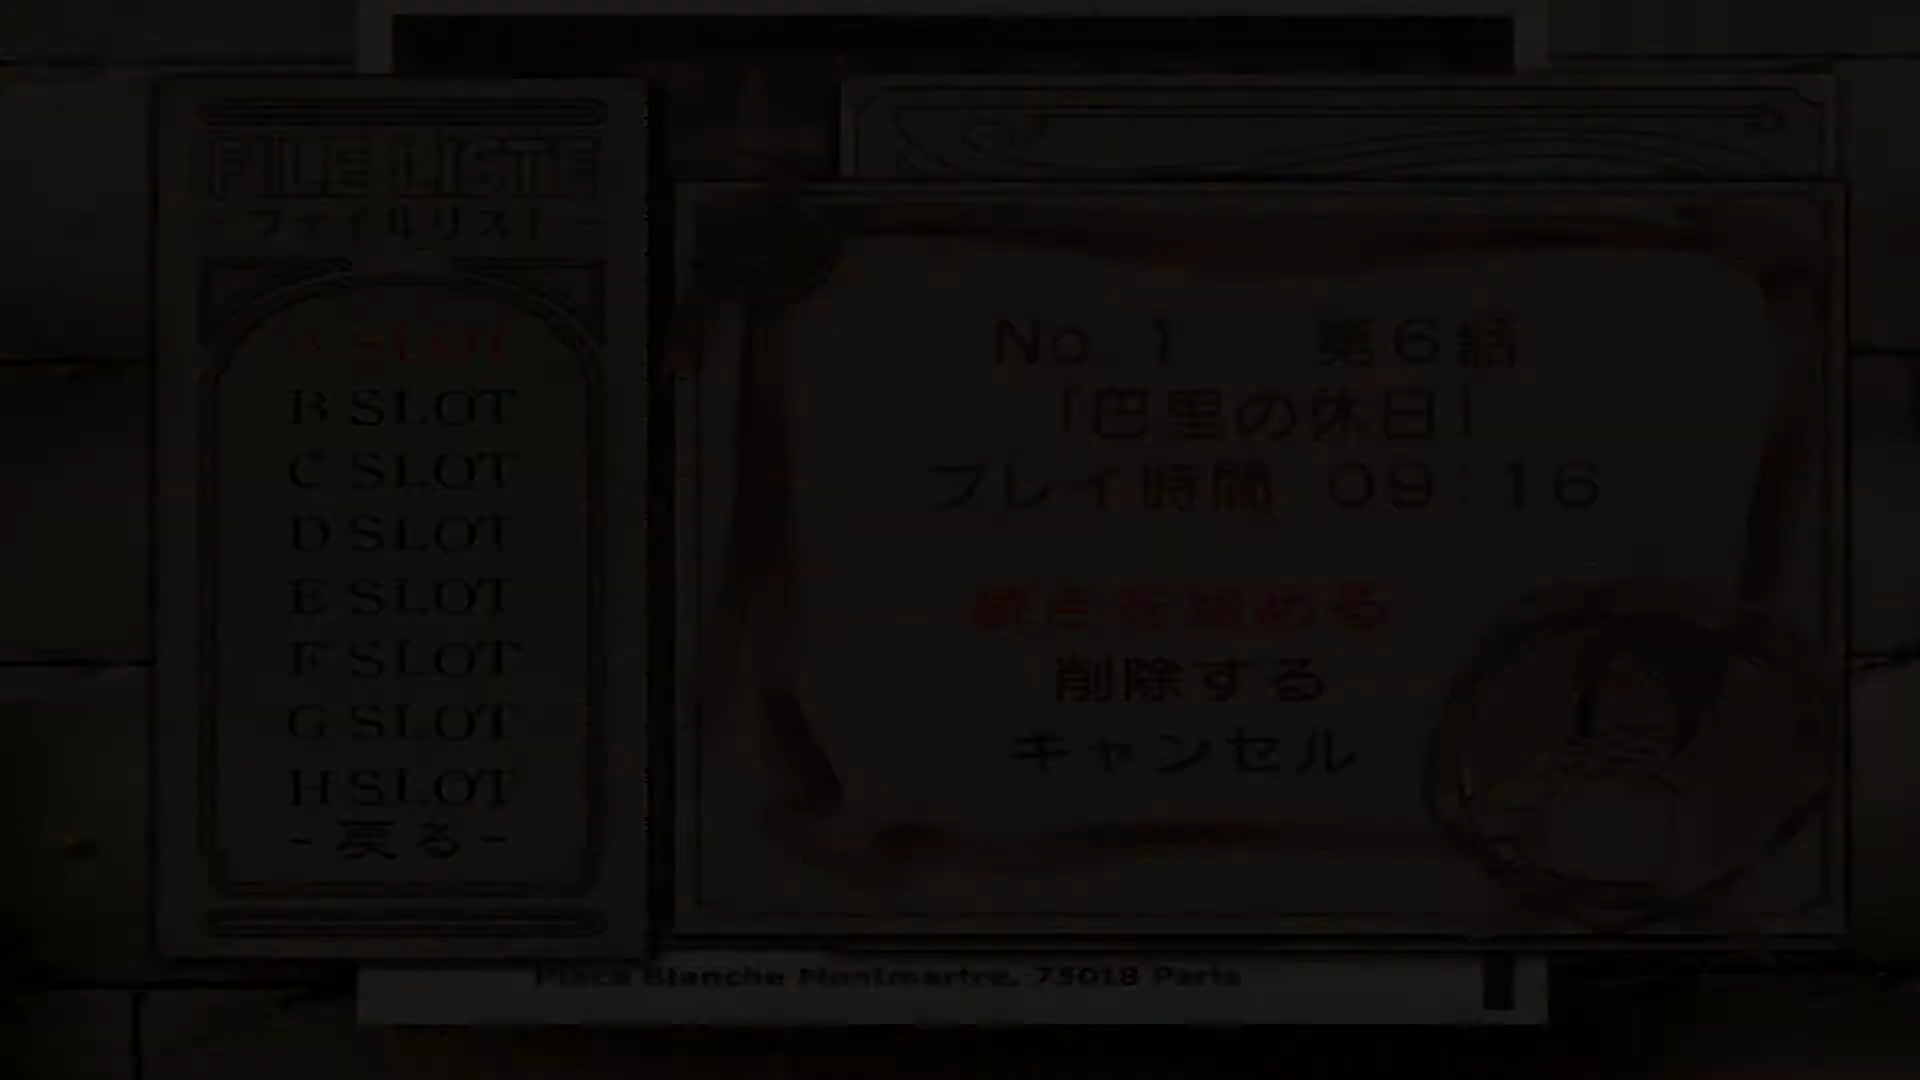 FILE LISTE
-ファイルリスト-
A SLOT
B SLOT
C SLOT
D SLOT
E SLOT
F SLOT
G SLOT
H SLOT
-戻る-
No 1 第6話
「巴里の休日」
プレイ時間 09:16
続きを始める
削除する
キャンセル
Place Blanche Montmartre, 75018 Paris